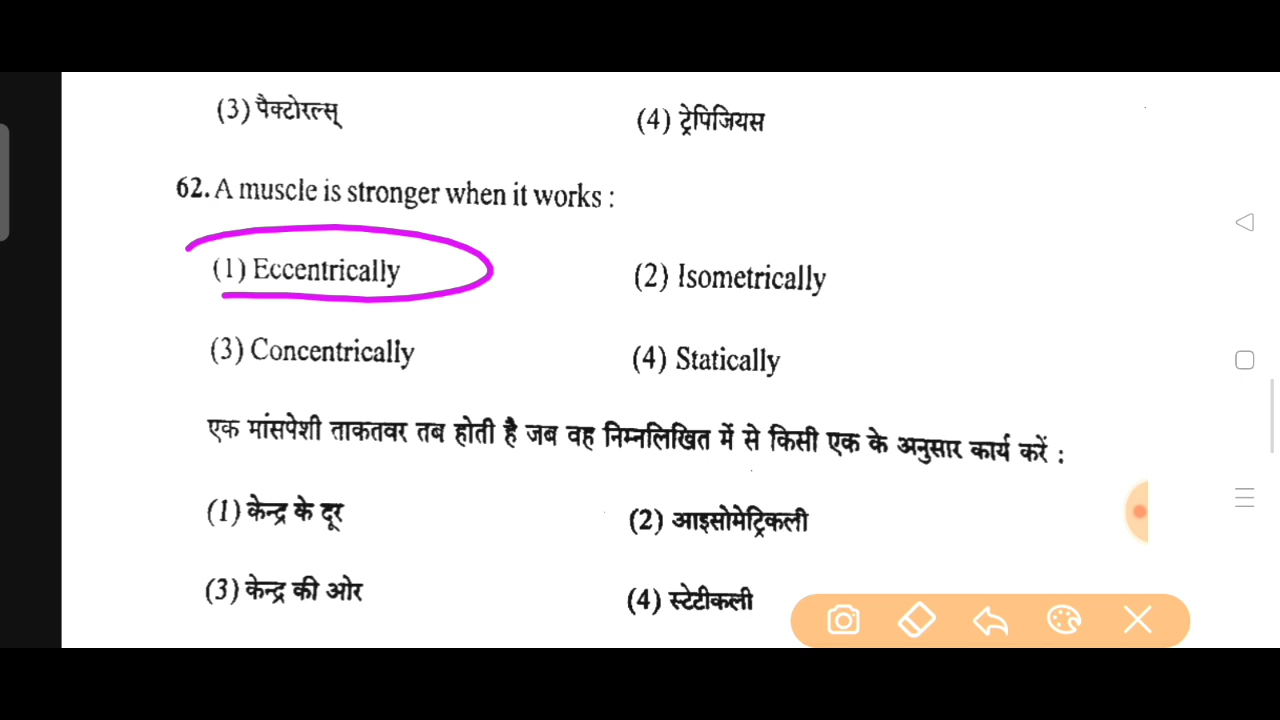 (3) पैक्टोरल्स् (4) ट्रेपिजियस
62. A muscle is stronger when it works :
(1) Eccentrically (2) Isometrically
(3) Concentrically (4) Statically
एक मांसपेशी ताकतवर तब होती है जब वह निम्नलिखित में से किसी एक के अनुसार कार्य करें :
(1) केन्द्र के दूर (2) आइसोमेट्रिकली
(3) केन्द्र की ओर (4) स्टेटीकली